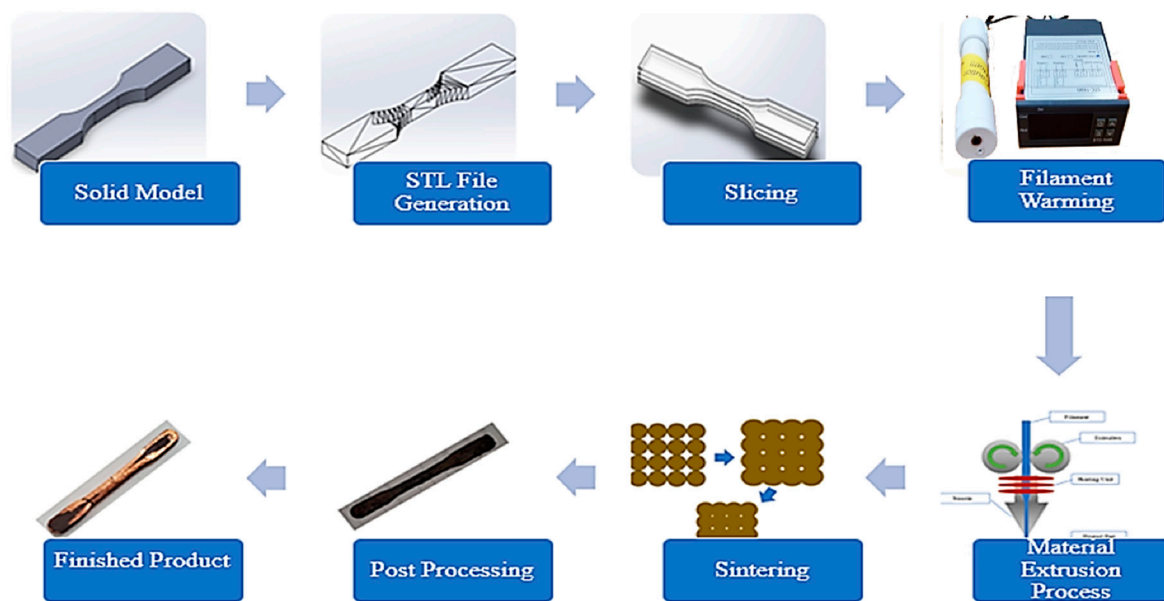 Solid Model
STL File
Generation
Slicing
Filament
Warming
Filament
Extruders
Heating Unit
Nozzle
Material
Extrusion
Process
Sintering
Post Processing
Finished Product